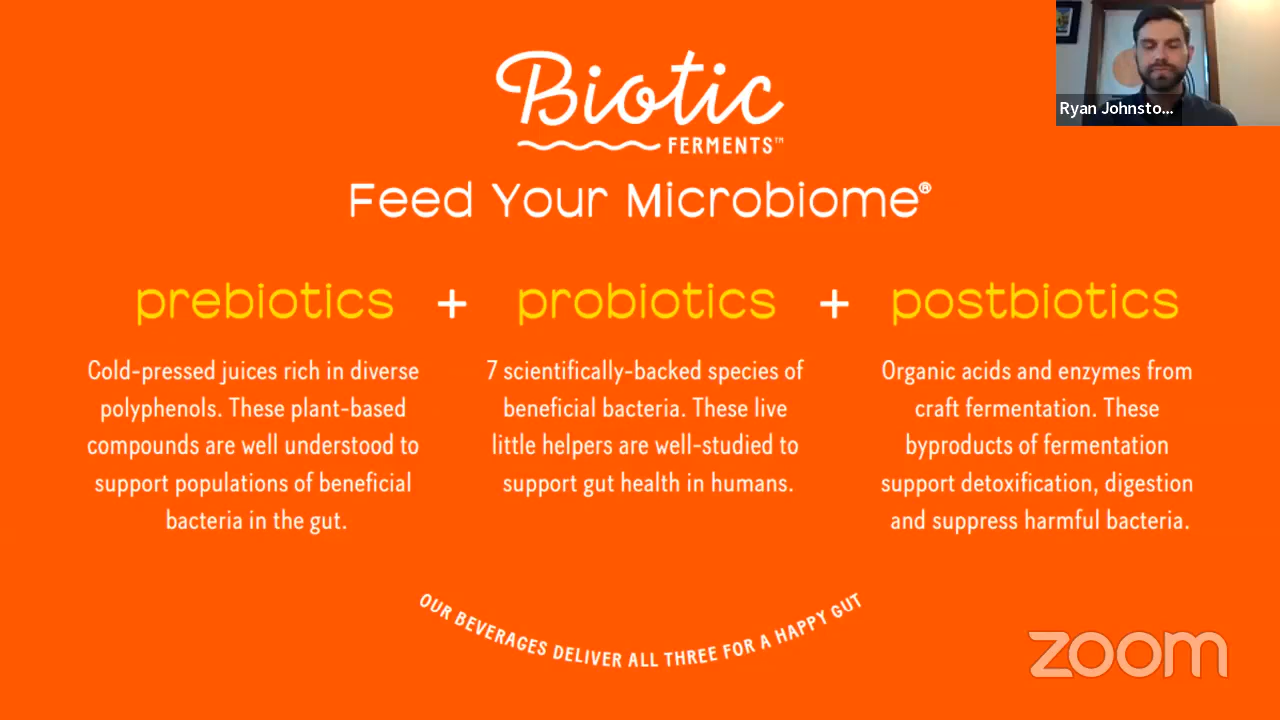 Biotic
FERMENTS™
Feed Your Microbiome®
prebiotics + probiotics + postbiotics
Cold-pressed juices rich in diverse
polyphenols. These plant-based
compounds are well understood to
support populations of beneficial
bacteria in the gut.
7 scientifically-backed species of
beneficial bacteria. These live
little helpers are well-studied to
support gut health in humans.
Organic acids and enzymes from
craft fermentation. These
byproducts of fermentation
support detoxification, digestion
and suppress harmful bacteria.
OUR BEVERAGES DELIVER ALL THREE FOR A HAPPY GUT
Ryan Johnsto...
zoom